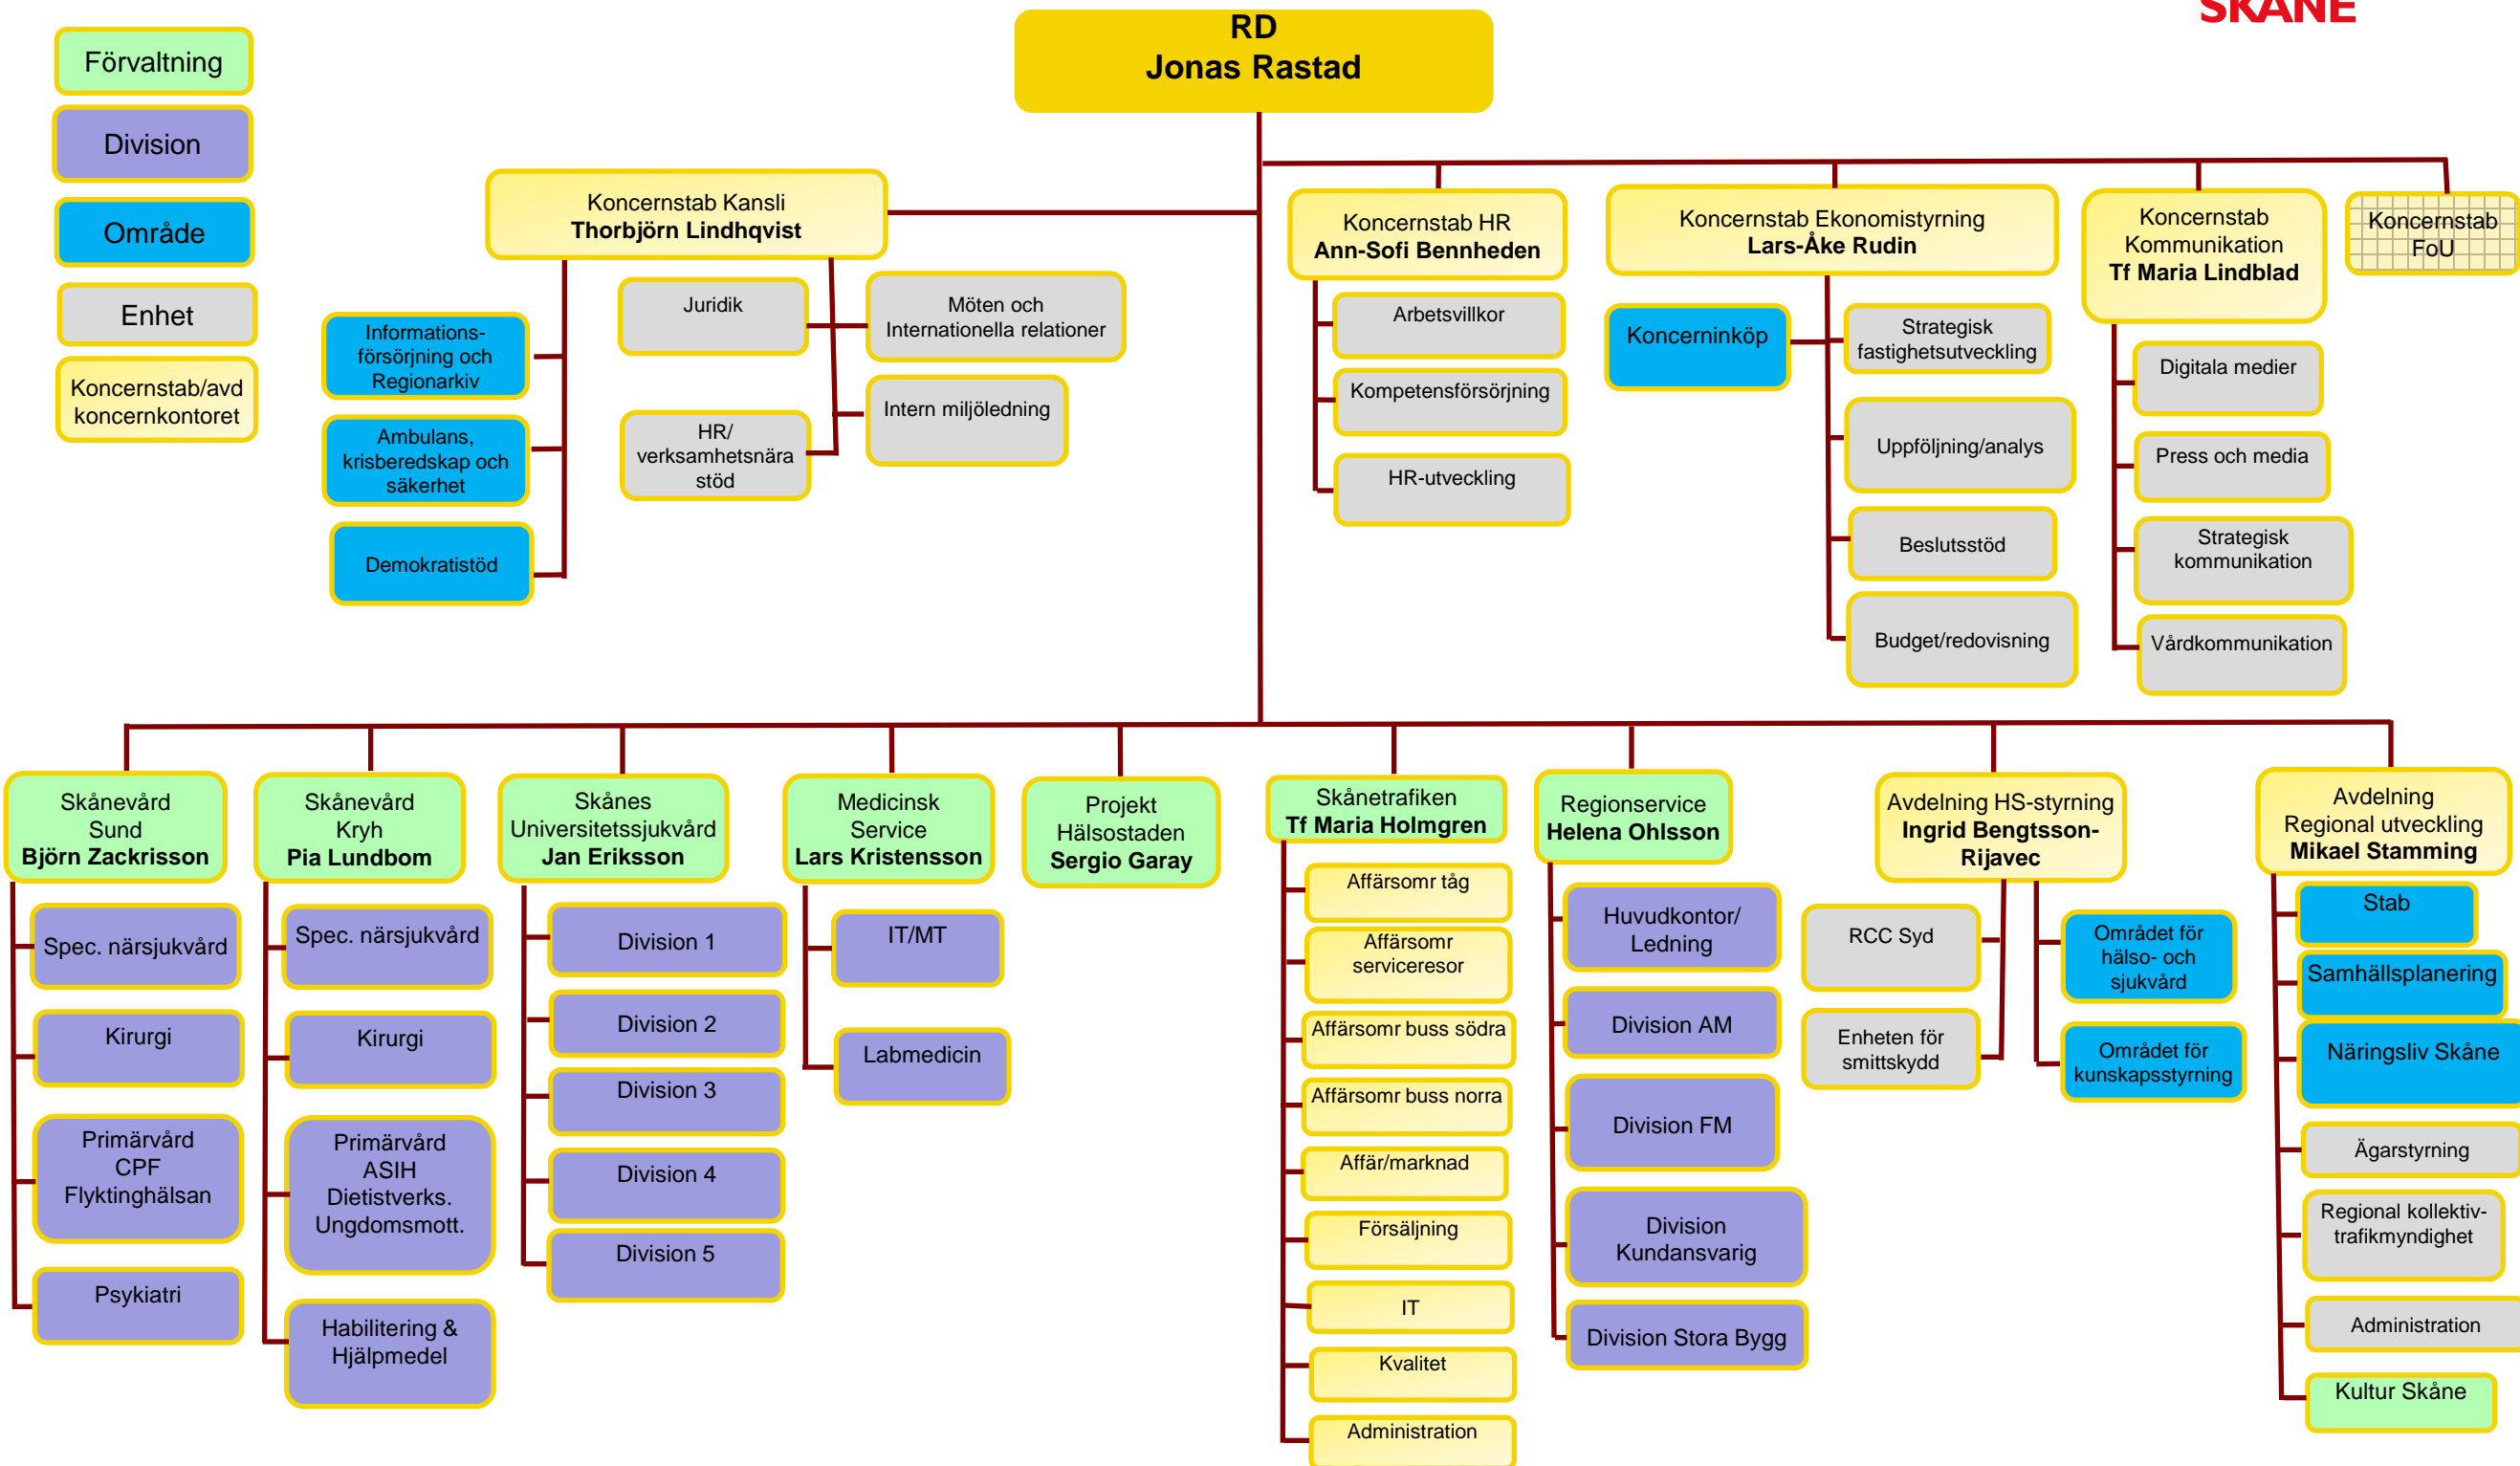 SKÅNE
RD
Jonas Rastad
Förvaltning
Division
Område
Enhet
Koncernstab/avd
koncernkontoret
Koncernstab Kansli
Thorbjörn Lindhqvist
Informations-
försörjning och
Regionarkiv
Ambulans,
krisberedskap och
säkerhet
Demokratistöd
Juridik
HR/
verksamhetsnära
stöd
Möten och
Internationella relationer
Intern miljöledning
Koncernstab HR
Ann-Sofi Bennheden
Arbetsvillkor
Kompetensförsörjning
HR-utveckling
Koncernstab Ekonomistyrning
Lars-Åke Rudin
Koncerninköp
Strategisk
fastighetsutveckling
Uppföljning/analys
Beslutsstöd
Budget/redovisning
Koncernstab
Kommunikation
Tf Maria Lindblad
Digitala medier
Press och media
Strategisk
kommunikation
Vårdkommunikation
Koncernstab
FoU
Skånevård
Sund
Björn Zackrisson
Spec. närsjukvård
Kirurgi
Primärvård
CPF
Flyktinghälsan
Psykiatri
Skånevård
Kryh
Pia Lundbom
Spec. närsjukvård
Kirurgi
Primärvård
ASIH
Dietistverks.
Ungdomsmott.
Habilitering &
Hjälpmedel
Skånes
Universitetssjukvård
Jan Eriksson
Division 1
Division 2
Division 3
Division 4
Division 5
Medicinsk
Service
Lars Kristensson
IT/MT
Labmedicin
Projekt
Hälsostaden
Sergio Garay
Skånetrafiken
Tf Maria Holmgren
Affärsomr tåg
Affärsomr
serviceresor
Affärsomr buss södra
Affärsomr buss norra
Affär/marknad
Försäljning
IT
Kvalitet
Administration
Regionservice
Helena Ohlsson
Huvudkontor/
Ledning
Division AM
Division FM
Division
Kundansvarig
Division Stora Bygg
Avdelning HS-styrning
Ingrid Bengtsson-
Rijavec
RCC Syd
Enheten för
smittskydd
Området för
hälso- och
sjukvård
Området för
kunskapsstyrning
Avdelning
Regional utveckling
Mikael Stamming
Stab
Samhällsplanering
Näringsliv Skåne
Ägarstyrning
Regional kollektiv-
trafikmyndighet
Administration
Kultur Skåne